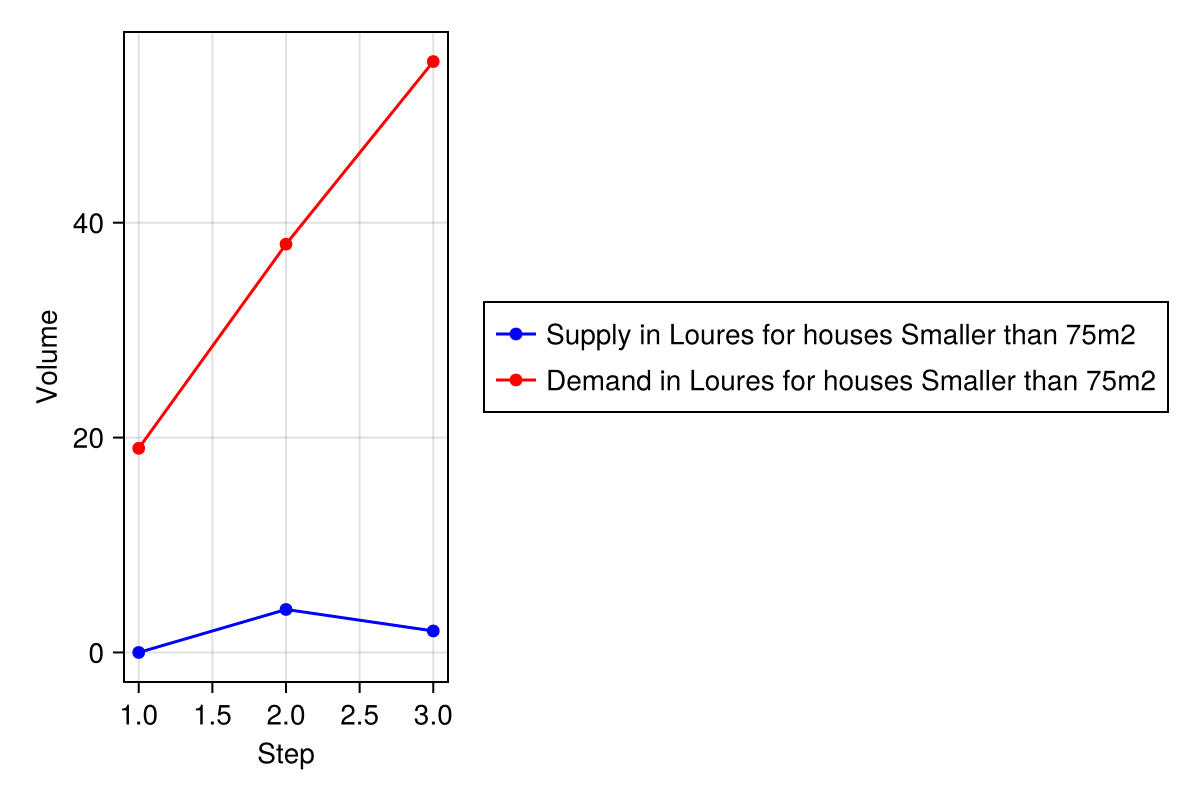 40
20
0
Volume
1.0 1.5 2.0 2.5 3.0
Step
Supply in Loures for houses Smaller than 75m2
Demand in Loures for houses Smaller than 75m2